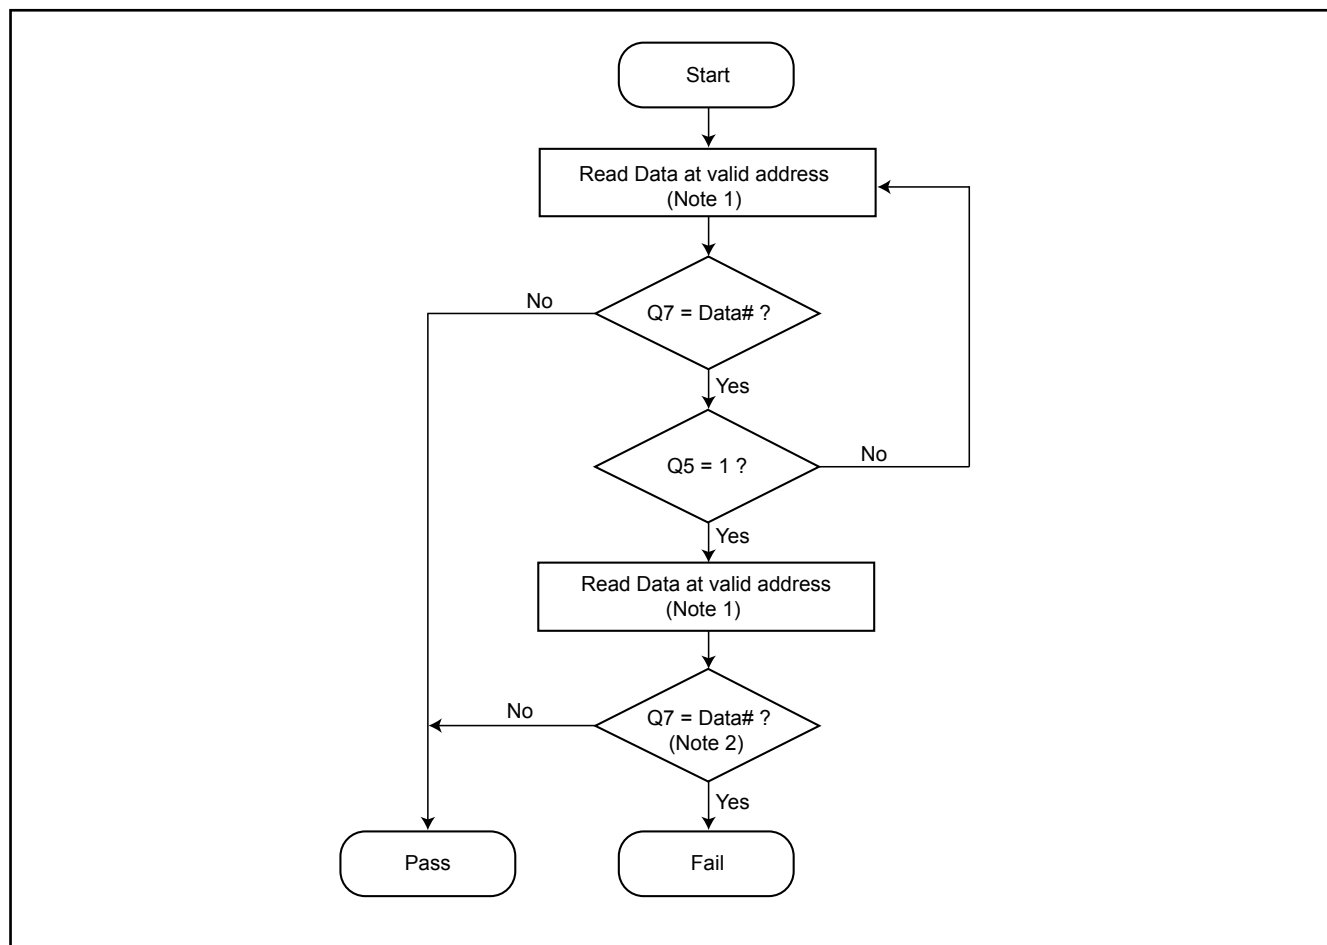 Start
Read Data at valid address
(Note 1)
No
Q7 = Data# ?
Yes
Q5 = 1 ?
No
Yes
Read Data at valid address
(Note 1)
No
Q7 = Data# ?
(Note 2)
Yes
Pass
Fail